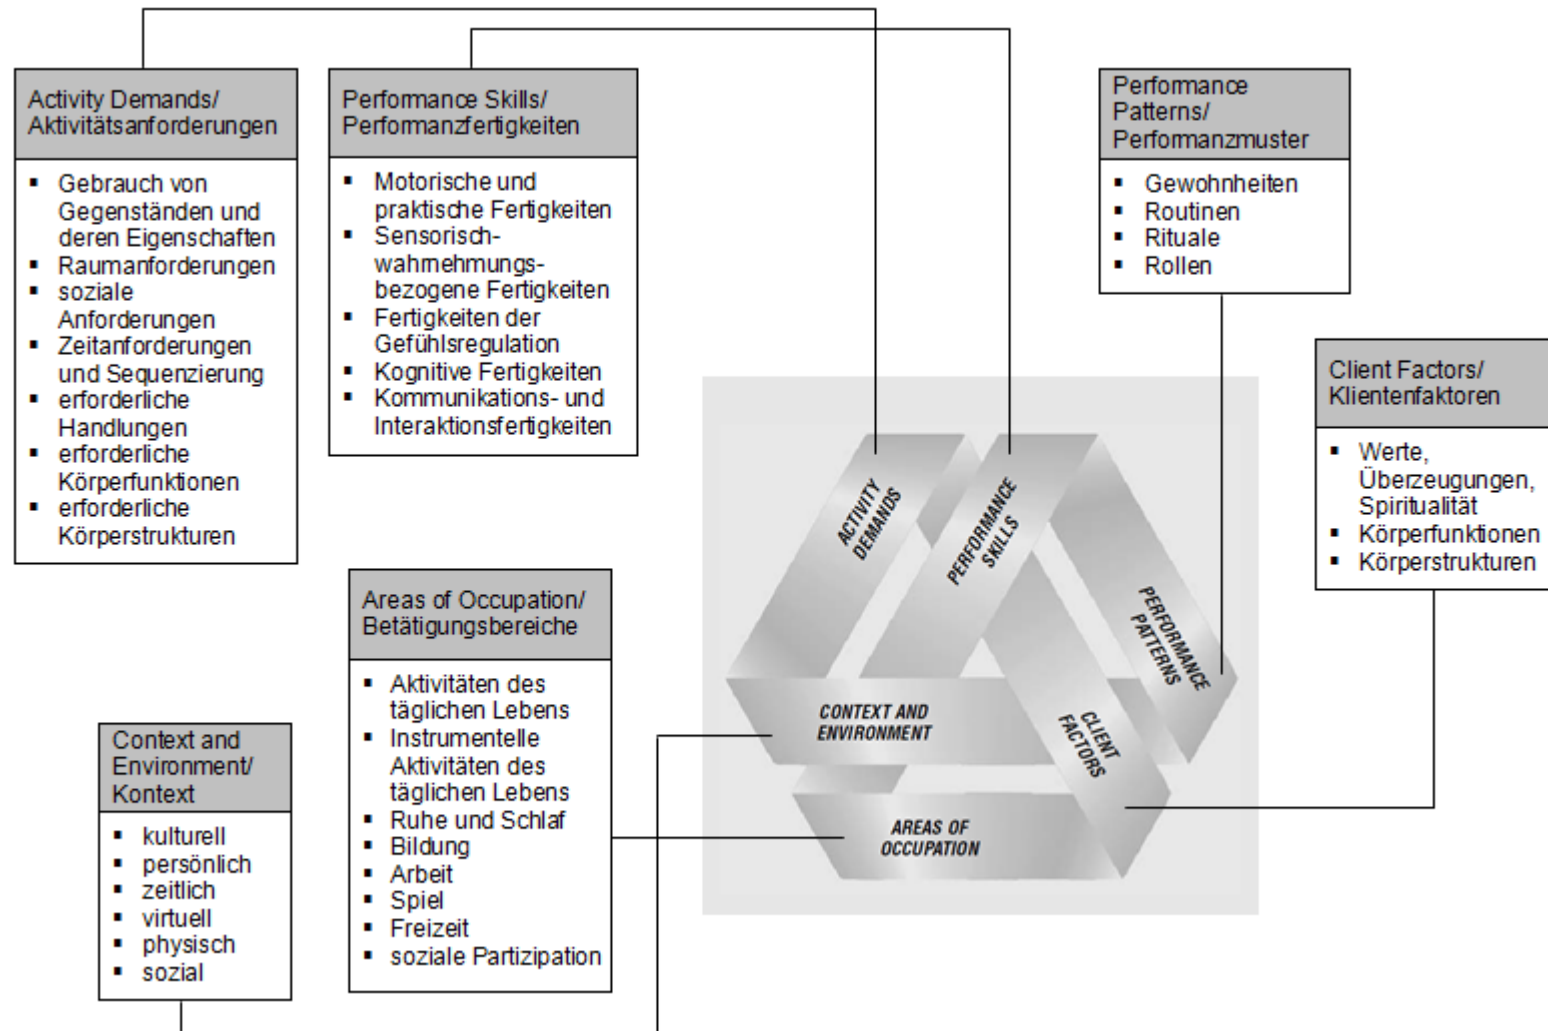 Activity Demands/
Aktivitätsanforderungen
▪ Gebrauch von
Gegenständen und
deren Eigenschaften
▪ Raumanforderungen
▪ soziale
Anforderungen
▪ Zeitanforderungen
und Sequenzierung
▪ erforderliche
Handlungen
▪ erforderliche
Körperfunktionen
▪ erforderliche
Körperstrukturen
Performance Skills/
Performanzfertigkeiten
▪ Motorische und
praktische Fertigkeiten
▪ Sensorisch-
wahrnehmungs-
bezogene Fertigkeiten
▪ Fertigkeiten der
Gefühlsregulation
▪ Kognitive Fertigkeiten
▪ Kommunikations- und
Interaktionsfertigkeiten
Performance
Patterns/
Performanzmuster
▪ Gewohnheiten
▪ Routinen
▪ Rituale
▪ Rollen
Client Factors/
Klientenfaktoren
▪ Werte,
Überzeugungen,
Spiritualität
▪ Körperfunktionen
▪ Körperstrukturen
Areas of Occupation/
Betätigungsbereiche
▪ Aktivitäten des
täglichen Lebens
▪ Instrumentelle
Aktivitäten des
täglichen Lebens
▪ Ruhe und Schlaf
▪ Bildung
▪ Arbeit
▪ Spiel
▪ Freizeit
▪ soziale Partizipation
Context and
Environment/
Kontext
▪ kulturell
▪ persönlich
▪ zeitlich
▪ virtuell
▪ physisch
▪ sozial
ACTIVITY
DEMANDS
PERFORMANCE
SKILLS
PERFORMANCE
PATTERNS
CONTEXT AND
ENVIRONMENT
CLIENT
FACTORS
AREAS OF
OCCUPATION